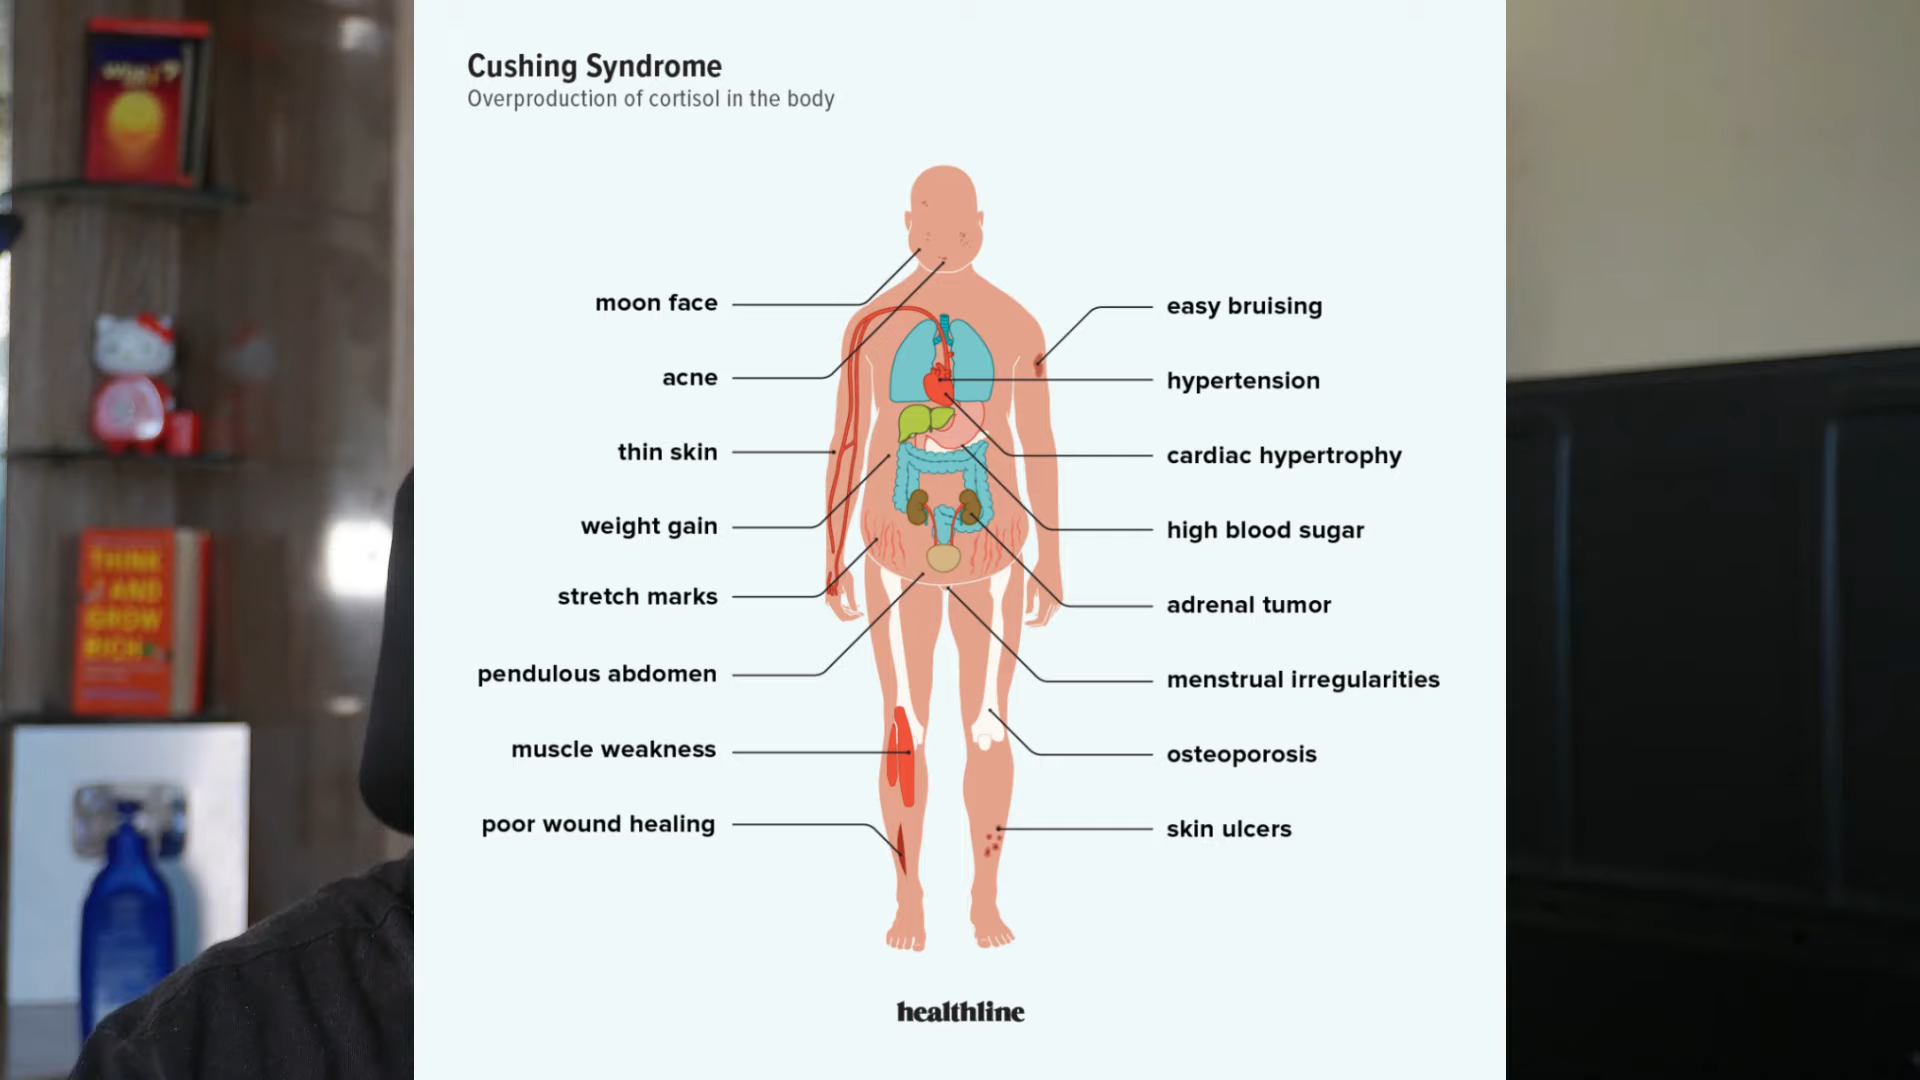 Cushing Syndrome
Overproduction of cortisol in the body
moon face
acne
thin skin
weight gain
stretch marks
pendulous abdomen
muscle weakness
poor wound healing
easy bruising
hypertension
cardiac hypertrophy
high blood sugar
adrenal tumor
menstrual irregularities
osteoporosis
skin ulcers
healthline
THINK
AND
GROW
RICH